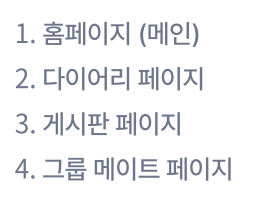 1. 홈페이지 (메인)
2. 다이어리 페이지
3. 게시판 페이지
4. 그룹 메이트 페이지